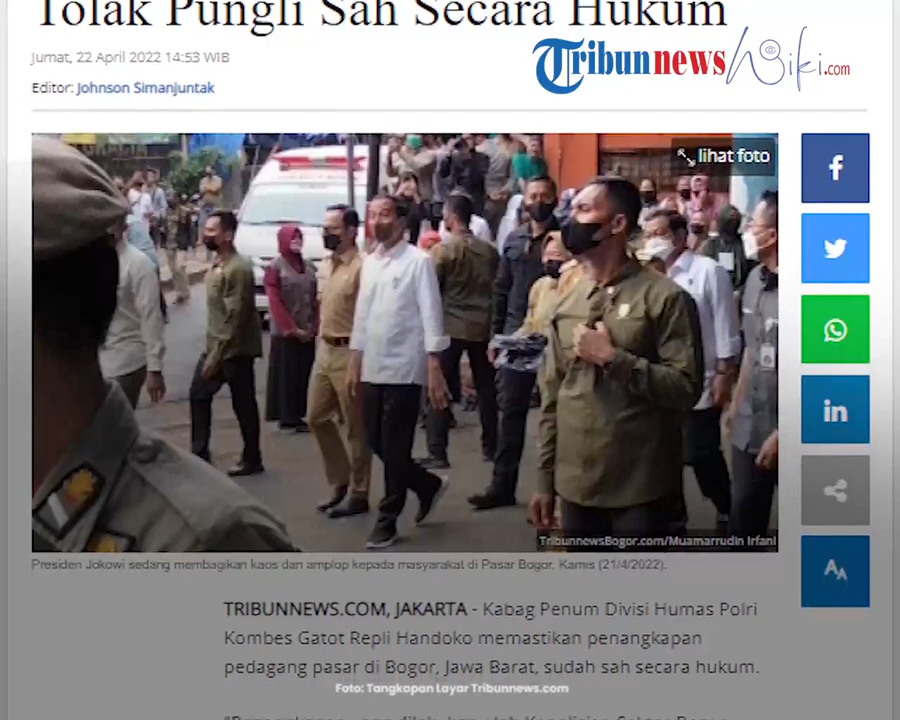 Tolak Pungli Sah Secara Hukum
Jumat, 22 April 2022 14:53 WIB
Tribunnews Wiki.com
Editor: Johnson Simanjuntak
lihat foto
TribunnewsBogor.com/Muamarrudin Irfani
Presiden Jokowi sedang membagikan kaos dan amplop kepada masyarakat di Pasar Bogor, Kamis (21/4/2022).
TRIBUNNEWS.COM, JAKARTA - Kabag Penum Divisi Humas Polri
Kombes Gatot Repli Handoko memastikan penangkapan
pedagang pasar di Bogor, Jawa Barat, sudah sah secara hukum.
Foto: Tangkapan Layar Tribunnews.com